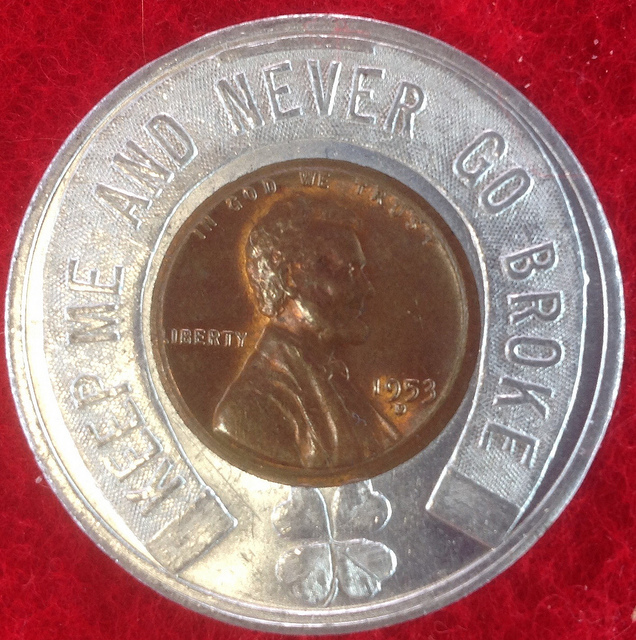 KEEP ME AND NEVER GO BROKE
IN GOD WE TRUST
LIBERTY
1953
D